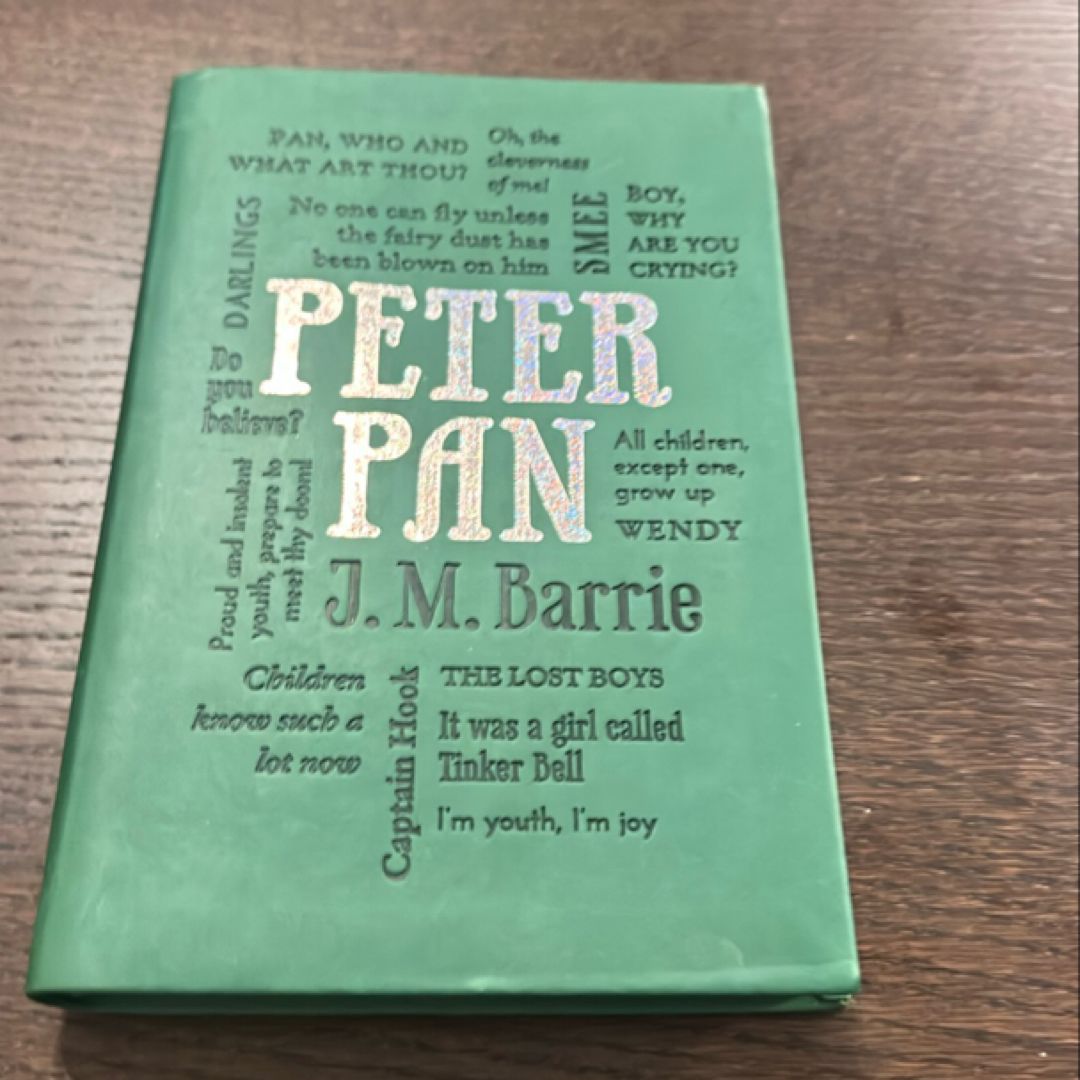 PAN, WHO AND
WHAT ART THOU?
Oh, the
cleverness
of me!
DARLINGS
No one can fly unless
the fairy dust has
been blown on him
SMEE
BOY,
WHY
ARE YOU
CRYING?
PETER
PAN
Do
you
believe?
All children,
except one,
grow up
WENDY
Proud and insolent
youth, prepare to
meet thy doom!
J. M. Barrie
Children
know such a
lot now
Captain Hook
THE LOST BOYS
It was a girl called
Tinker Bell
I'm youth, I'm joy